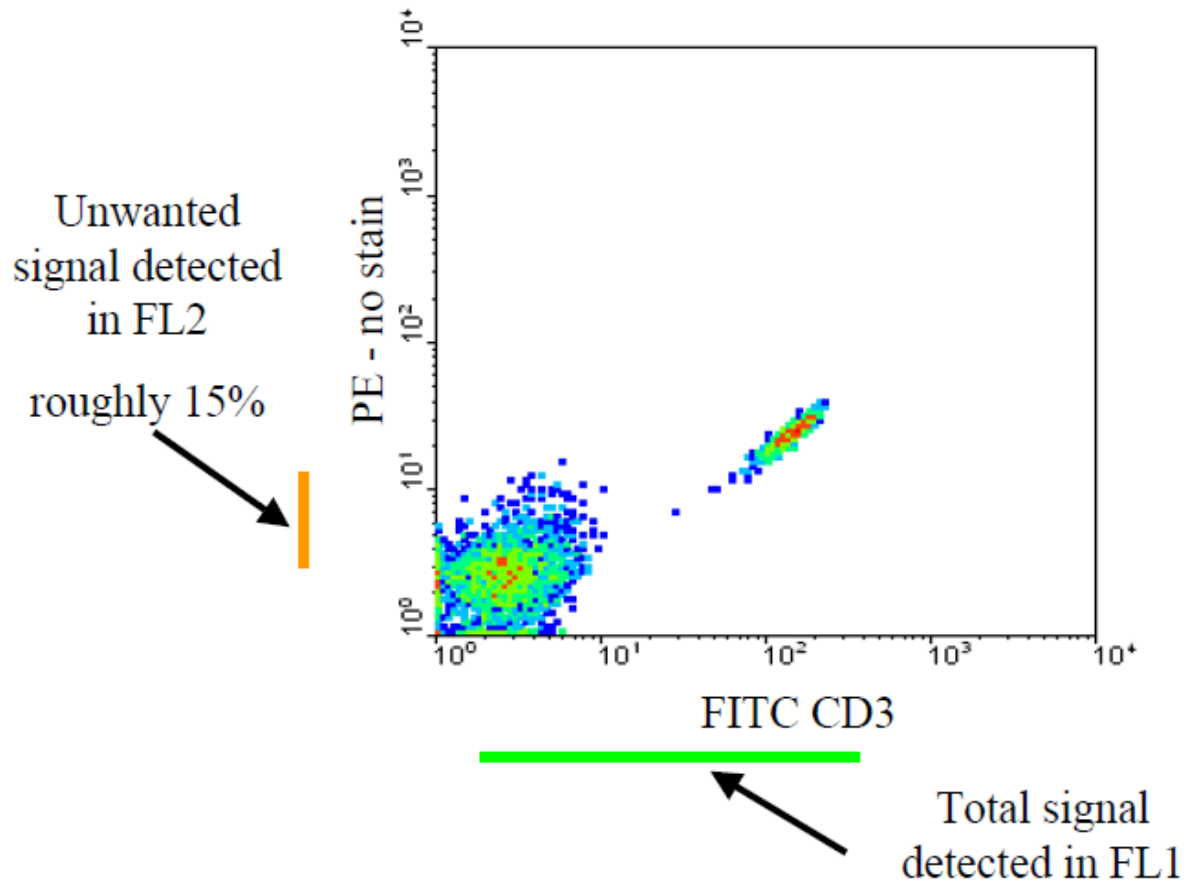 Unwanted
signal detected
in FL2
roughly 15%
PE - no stain
10⁴
10³
10²
10¹
10⁰
10⁰ 10¹ 10² 10³ 10⁴
FITC CD3
Total signal
detected in FL1